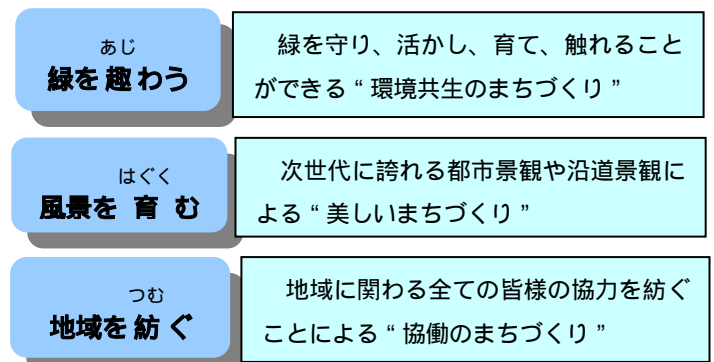 あじ
緑を趣わう
緑を守り、活かし、育て、触れること
ができる“環境共生のまちづくり”
はぐく
風景を 育 む
次世代に誇れる都市景観や沿道景観に
よる“美しいまちづくり”
つむ
地域を紡ぐ
地域に関わる全ての皆様の協力を紡ぐ
ことによる“協働のまちづくり”